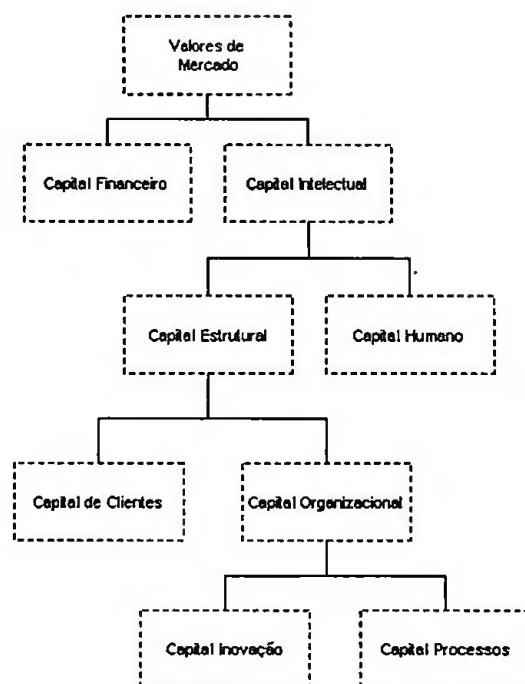 Valores de
Mercado
Capital Financeiro
Capital Intelectual
Capital Estrutural
Capital Humano
Capital de Clientes
Capital Organizacional
Capital Inovação
Capital Processos